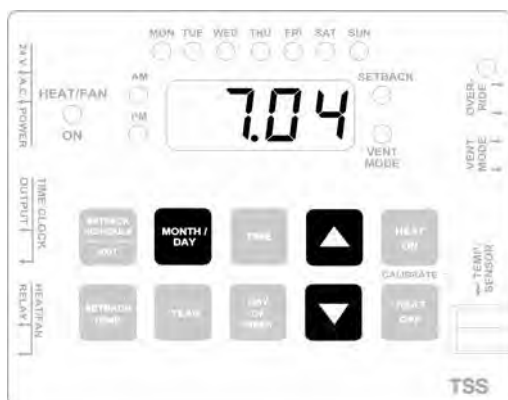 MON TUE WED THU FRI SAT SUN
24 V A.C. POWER
HEAT/FAN
ON
AM
PM
7.04
SETBACK
VENT
MODE
OVER-
RIDE
VENT
MODE
TIME CLOCK
OUTPUT
SETBACK
SCHEDULE
MONTH /
DAY
TIME
HEAT
ON
CALIBRATE
TEMP.
SENSOR
HEAT/FAN
RELAY
SETBACK
TEMP
YEAR
DAY
OF
WEEK
HEAT
OFF
TSS